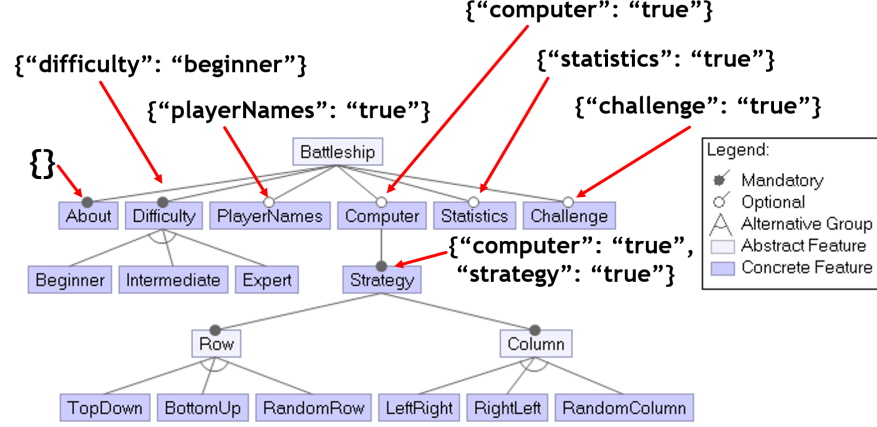 {“computer”: “true”}
{“difficulty”: “beginner”}
{“statistics”: “true”}
{“playerNames”: “true”}
{“challenge”: “true”}
{}
Battleship
Legend:
Mandatory
Optional
Alternative Group
Abstract Feature
Concrete Feature
About Difficulty PlayerNames Computer Statistics Challenge
{“computer”: “true”,
“strategy”: “true”}
Beginner Intermediate Expert Strategy
Row Column
TopDown BottomUp RandomRow LeftRight RightLeft RandomColumn